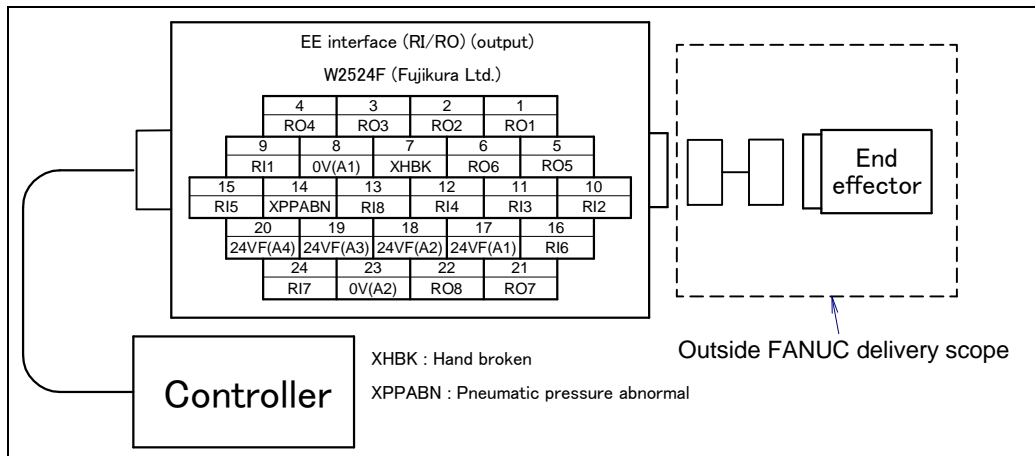 EE interface (RI/RO) (output)
W2524F (Fujikura Ltd.)
4 3 2 1
RO4 RO3 RO2 RO1
9 8 7 6 5
RI1 0V(A1) XHBK RO6 RO5
15 14 13 12 11 10
RI5 XPPABN RI8 RI4 RI3 RI2
20 19 18 17 16
24VF(A4) 24VF(A3) 24VF(A2) 24VF(A1) RI6
24 23 22 21
RI7 0V(A2) RO8 RO7
End
effector
Outside FANUC delivery scope
Controller
XHBK : Hand broken
XPPABN : Pneumatic pressure abnormal